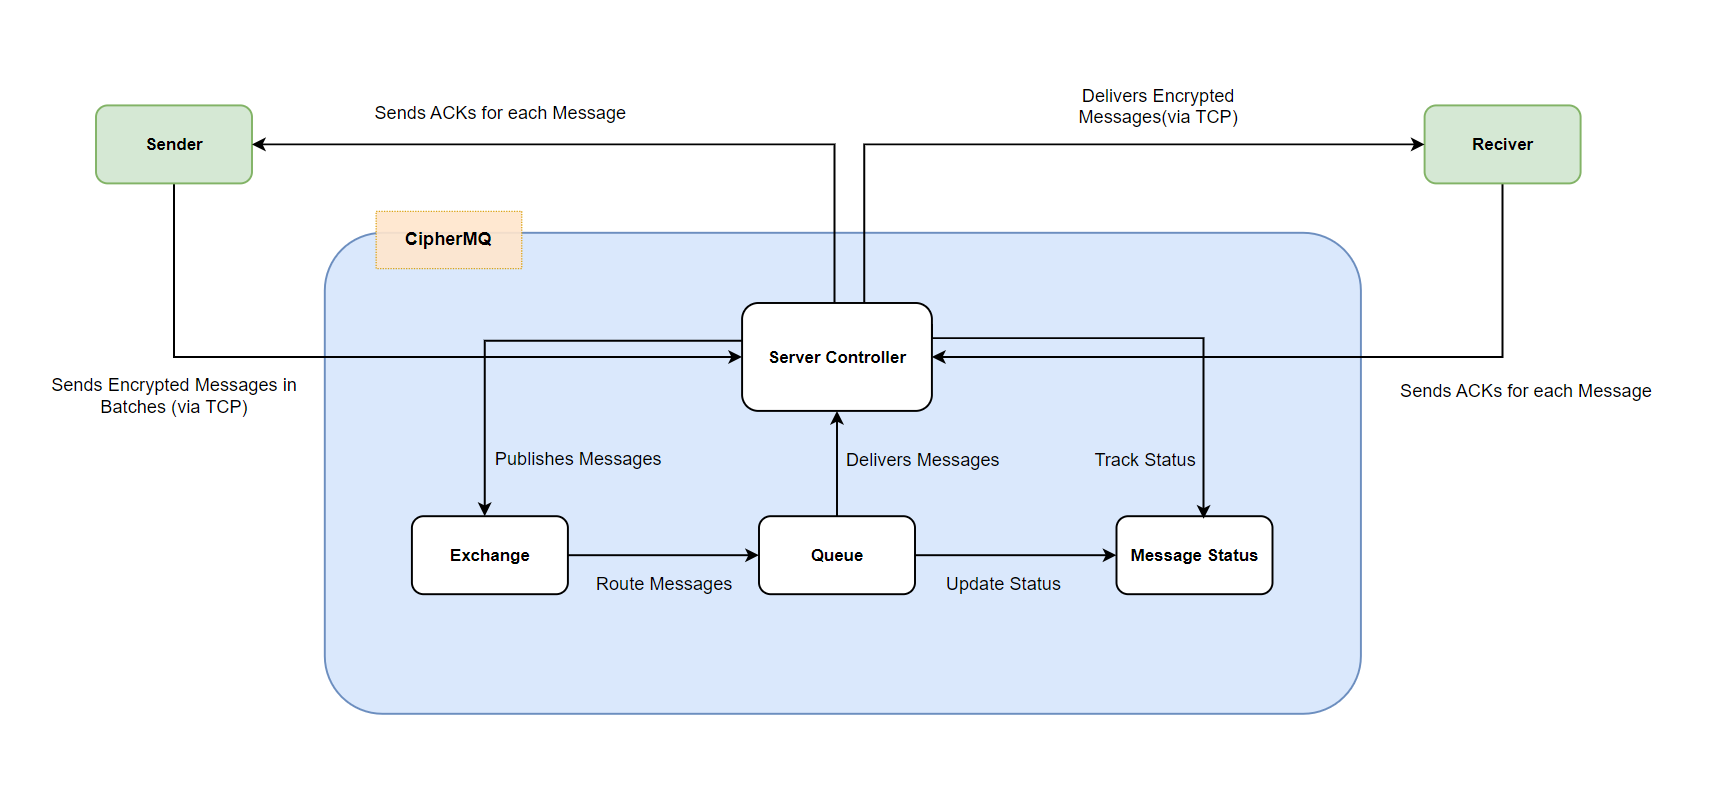 Sends ACKs for each Message
Delivers Encrypted
Messages(via TCP)
Sender
Reciver
CipherMQ
Server Controller
Sends Encrypted Messages in
Batches (via TCP)
Sends ACKs for each Message
Publishes Messages
Delivers Messages
Track Status
Exchange
Queue
Message Status
Route Messages
Update Status